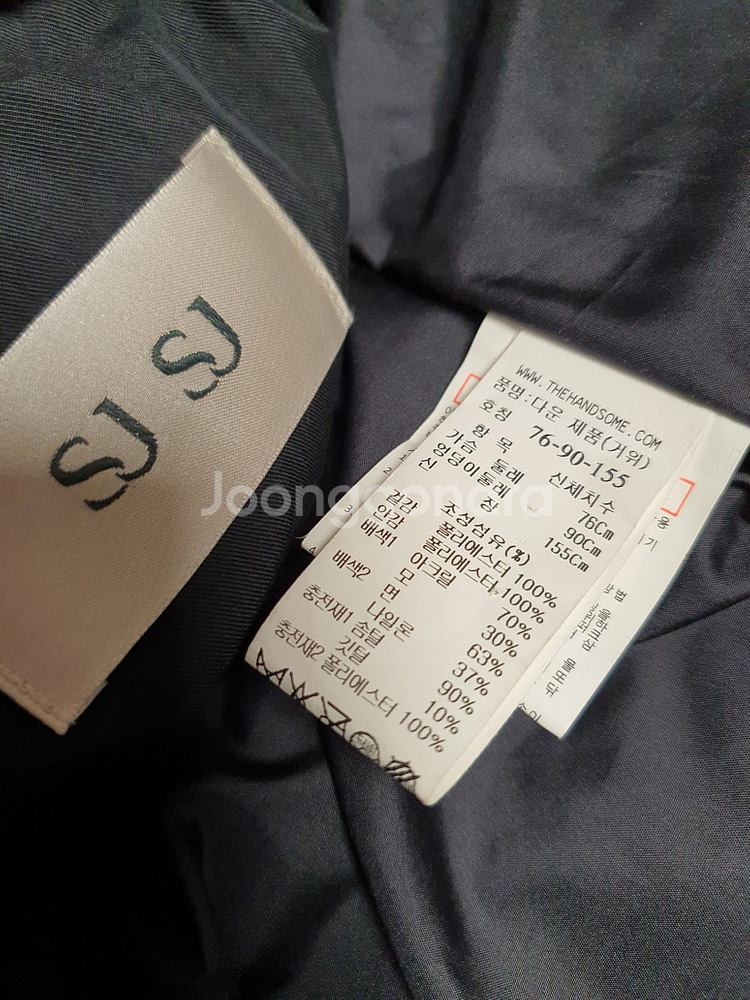 SJ SJ
WWW.THEHANDSOME.COM
품명:다운 제품(거위)
호칭 76-90-155
항 목 신체치수
가슴 둘레 76Cm
엉덩이둘레 90Cm
신 장 155Cm
조성섬유(%)
겉감 폴리에스터 100%
안감 폴리에스터 100%
배색1 아크릴 70%
모 30%
배색2 면 63%
나일론 37%
충전재1 솜털 90%
깃털 10%
충전재2 폴리에스터 100%
Joongonara